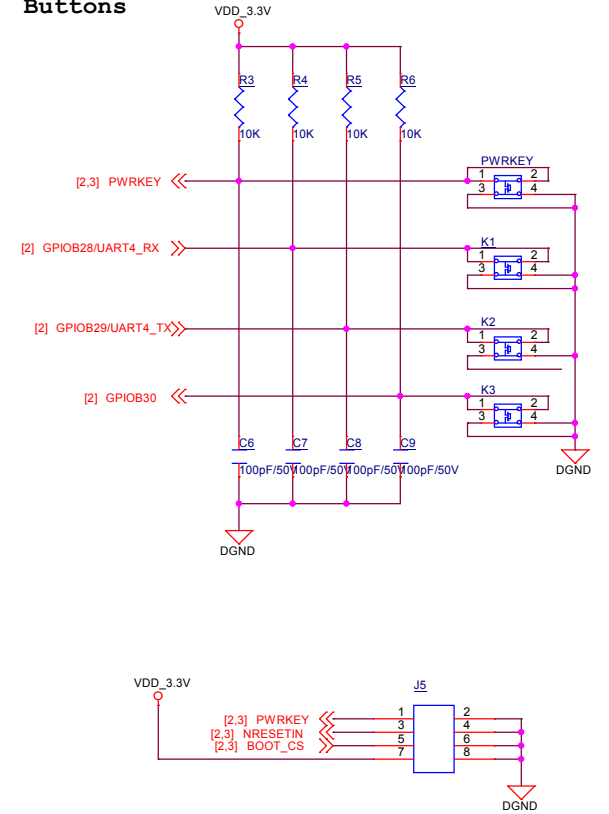 Buttons
VDD_3.3V
R3 R4 R5 R6
10K 10K 10K 10K
PWRKEY
1 2
3 4
[2,3] PWRKEY
K1
1 2
3 4
[2] GPIOB28/UART4_RX
K2
1 2
3 4
[2] GPIOB29/UART4_TX
K3
1 2
3 4
[2] GPIOB30
C6 C7 C8 C9
100pF/50V 100pF/50V 100pF/50V 100pF/50V
DGND
DGND
VDD_3.3V
J5
[2,3] PWRKEY 1 2
[2,3] NRESETIN 3 4
[2,3] BOOT_CS 5 6
7 8
DGND